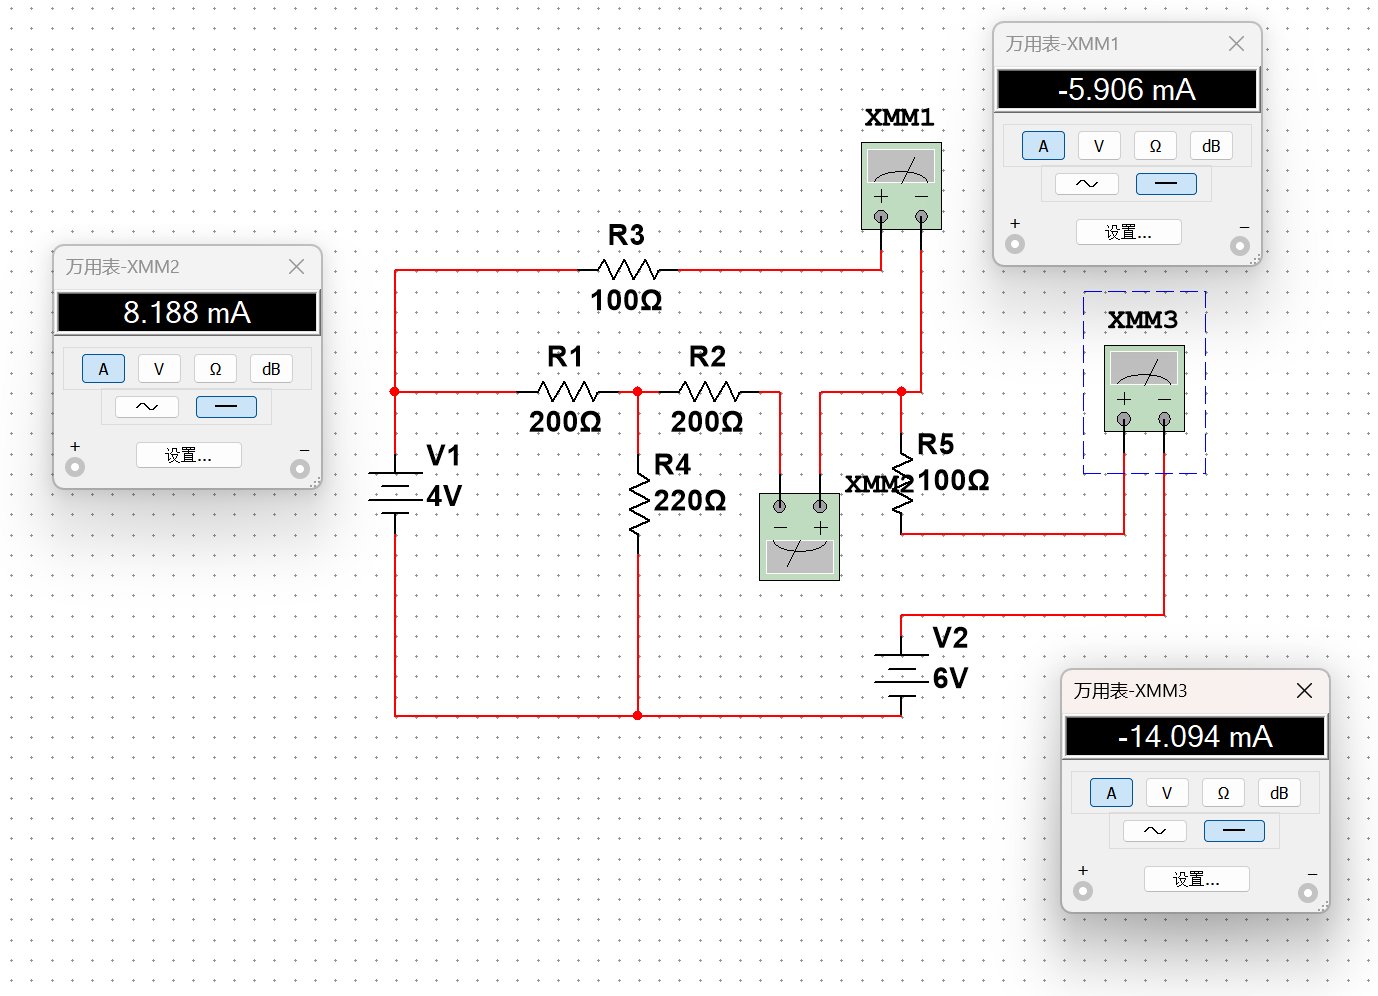 万用表-XMM1
-5.906 mA
A V Ω dB
+ −
设置...
XMM1
+ −
万用表-XMM2
8.188 mA
A V Ω dB
+ −
设置...
R3
100Ω
XMM3
+ −
R1
200Ω
R2
200Ω
V1
4V
R4
220Ω
R5
100Ω
XMM2
− +
V2
6V
万用表-XMM3
-14.094 mA
A V Ω dB
+ −
设置...